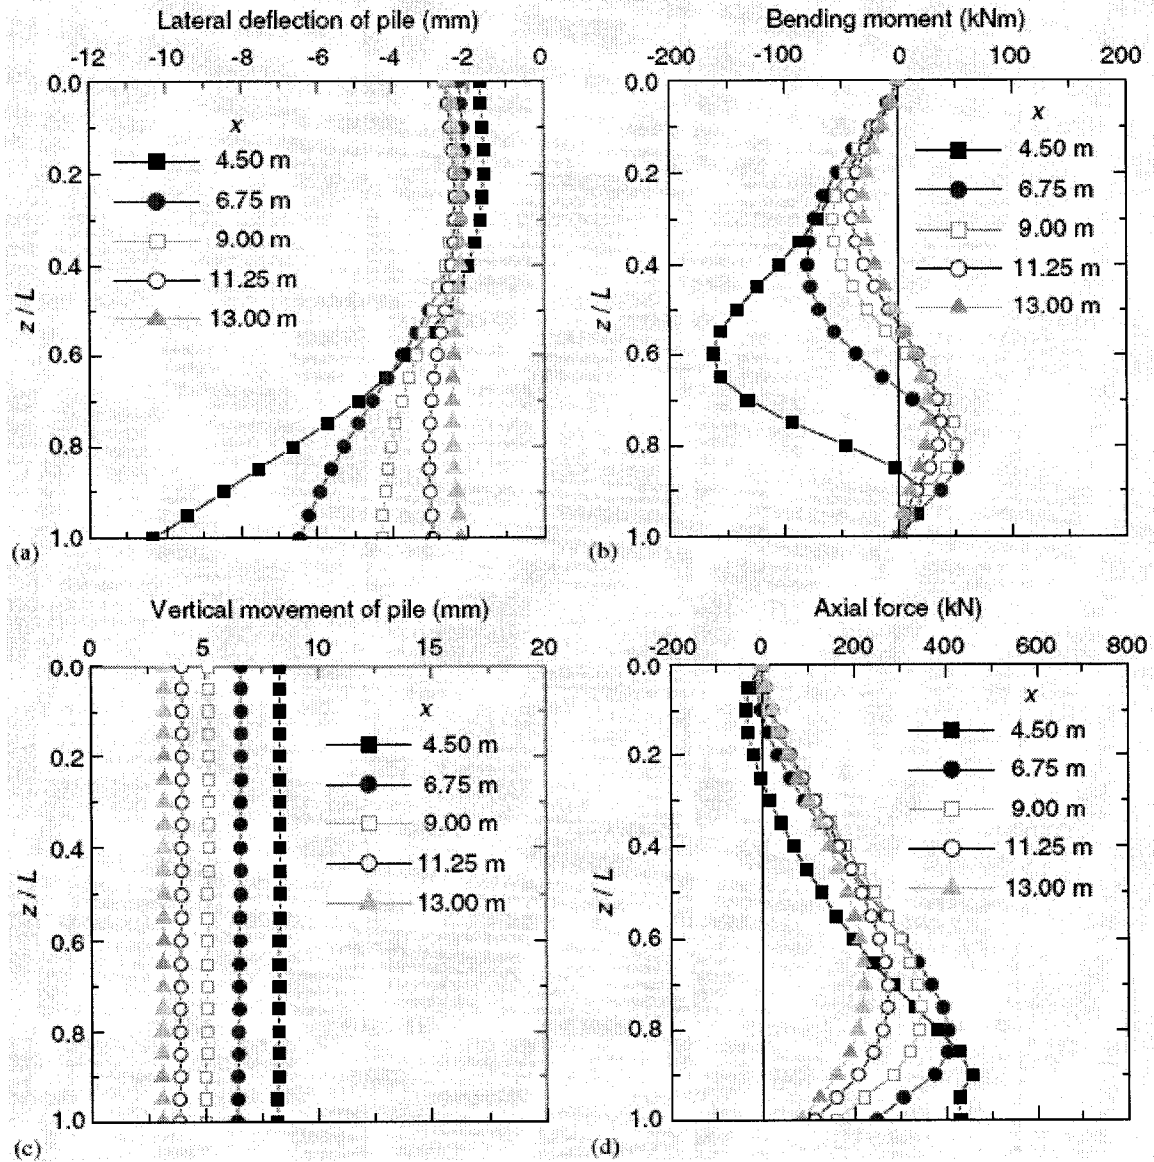 Lateral deflection of pile (mm)
-12 -10 -8 -6 -4 -2 0
0.0
0.2
0.4
0.6
0.8
1.0
z / L
x
4.50 m
6.75 m
9.00 m
11.25 m
13.00 m
(a)
Bending moment (kNm)
-200 -100 0 100 200
0.0
0.2
0.4
0.6
0.8
1.0
z / L
x
4.50 m
6.75 m
9.00 m
11.25 m
13.00 m
(b)
Vertical movement of pile (mm)
0 5 10 15 20
0.0
0.2
0.4
0.6
0.8
1.0
z / L
x
4.50 m
6.75 m
9.00 m
11.25 m
13.00 m
(c)
Axial force (kN)
-200 0 200 400 600 800
0.0
0.2
0.4
0.6
0.8
1.0
z / L
x
4.50 m
6.75 m
9.00 m
11.25 m
13.00 m
(d)